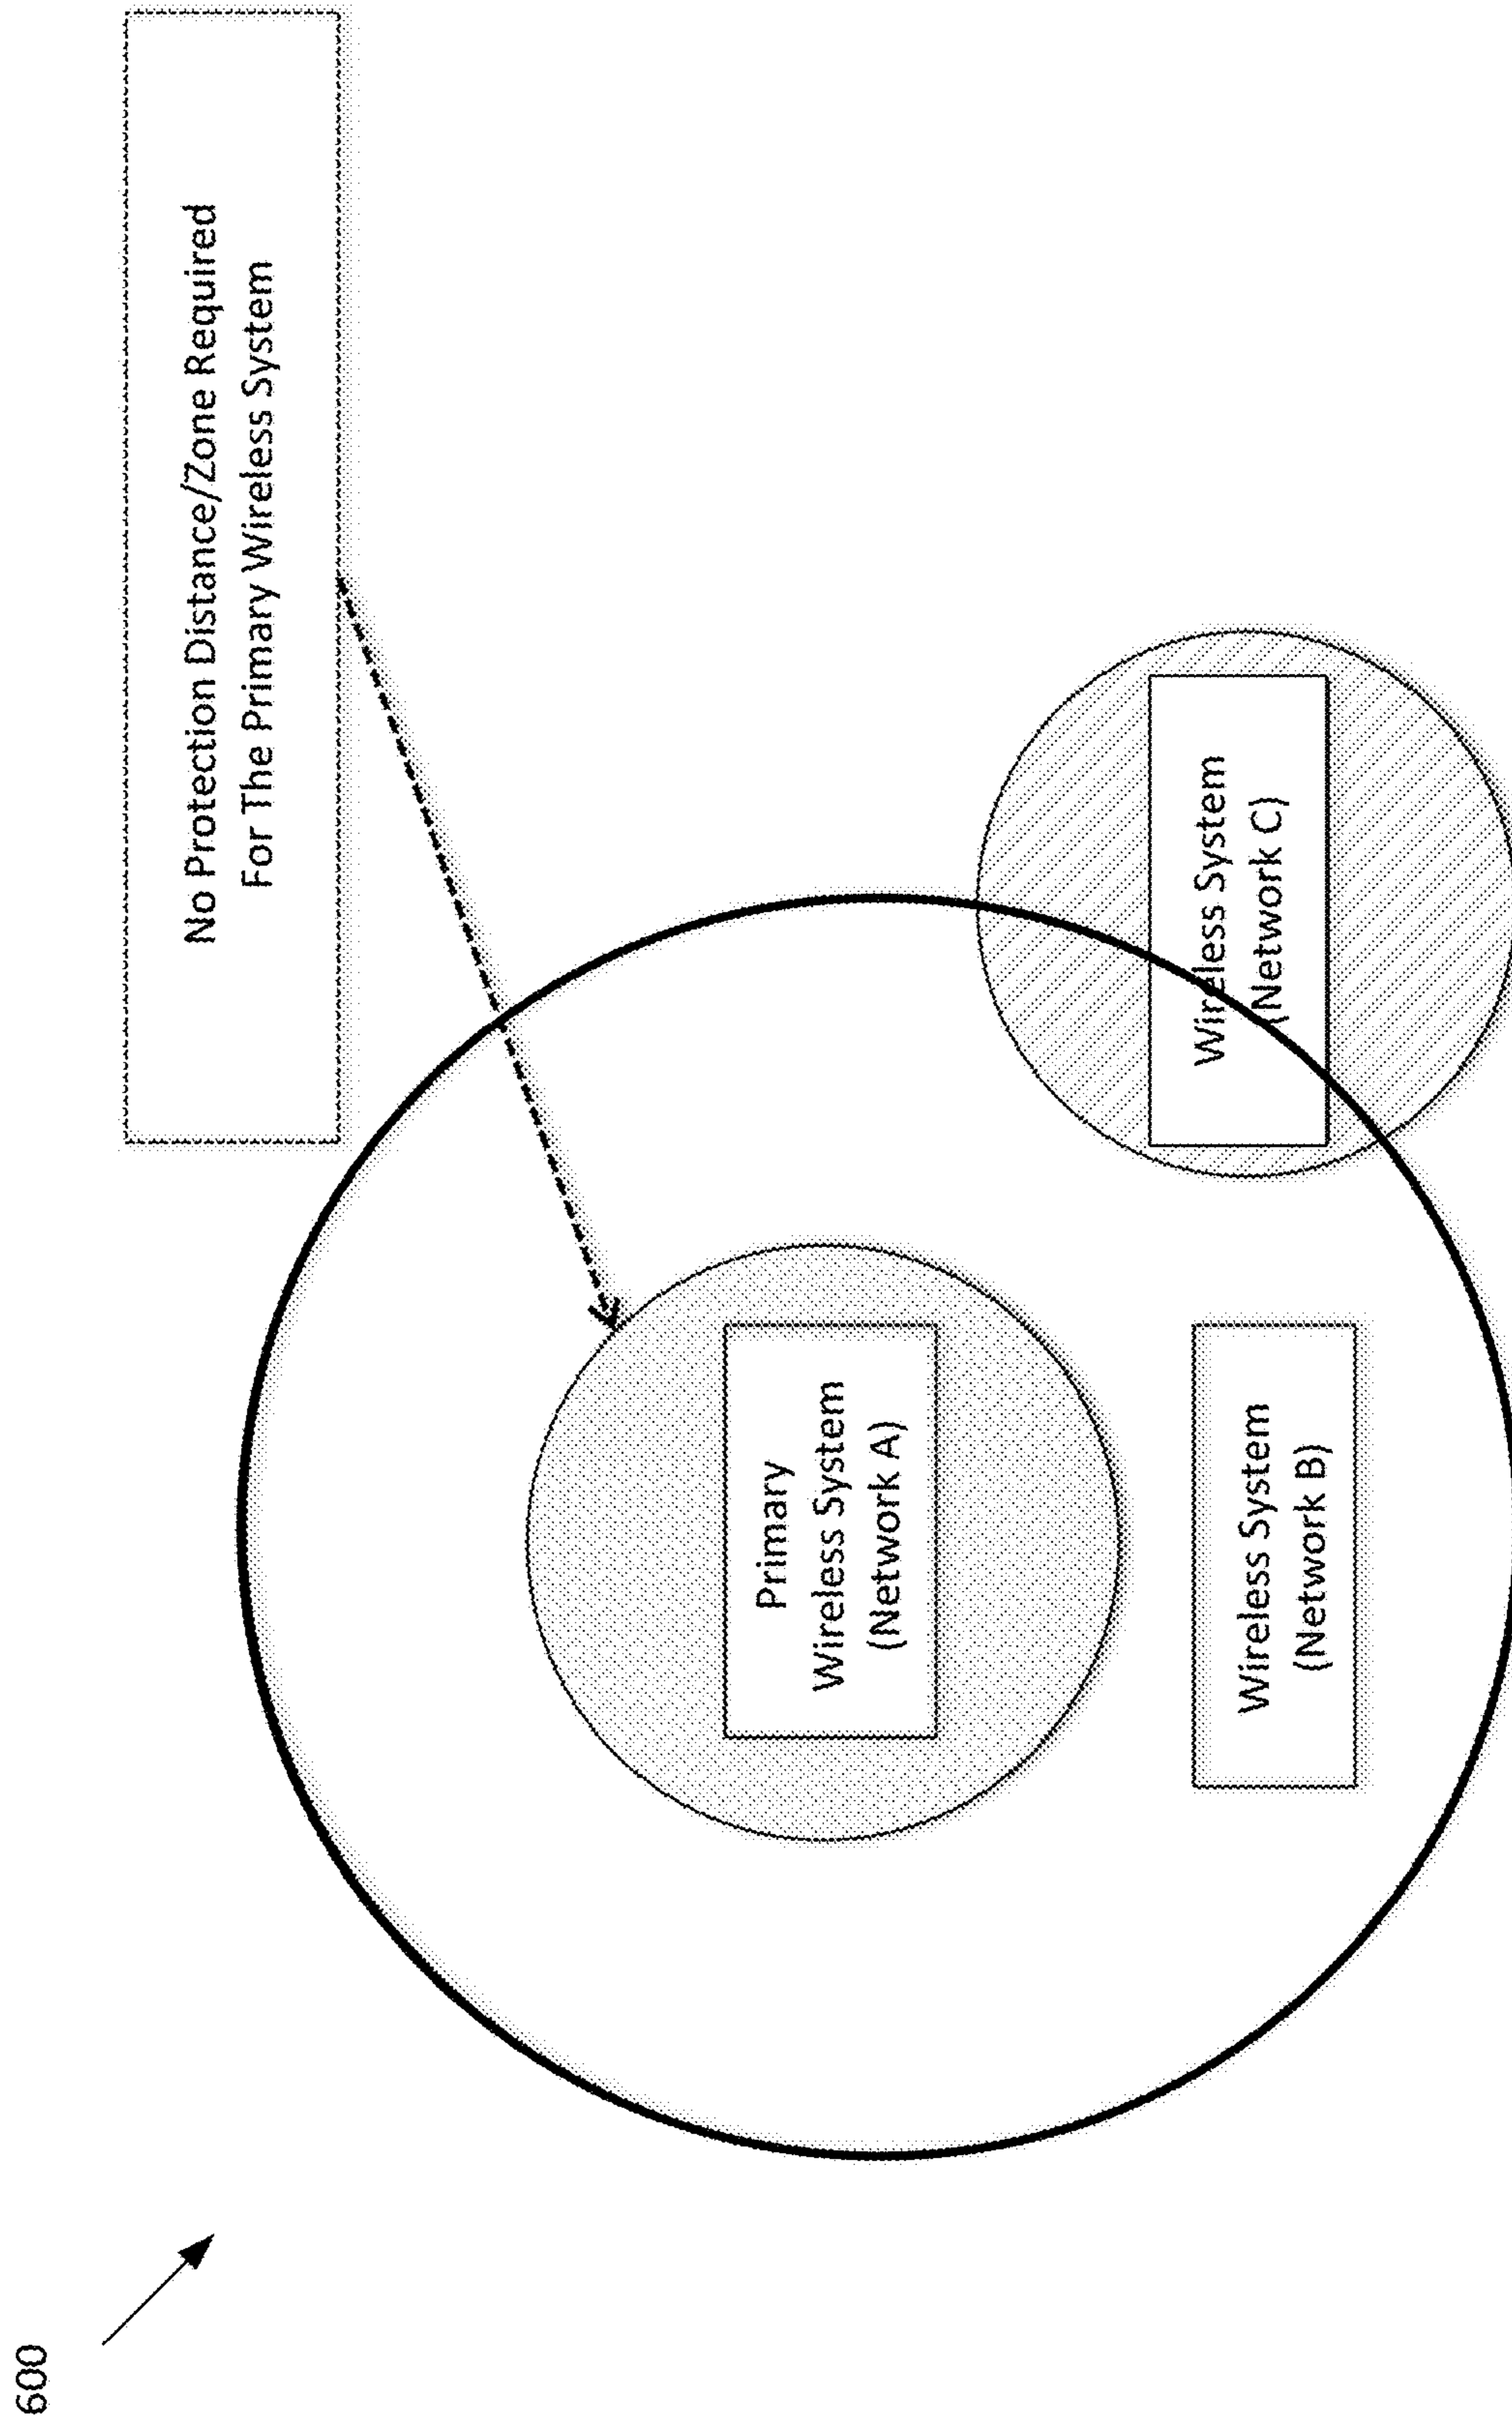 600
No Protection Distance/Zone Required
For The Primary Wireless System
Primary
Wireless System
(Network A)
Wireless System
(Network B)
Wireless System
(Network C)